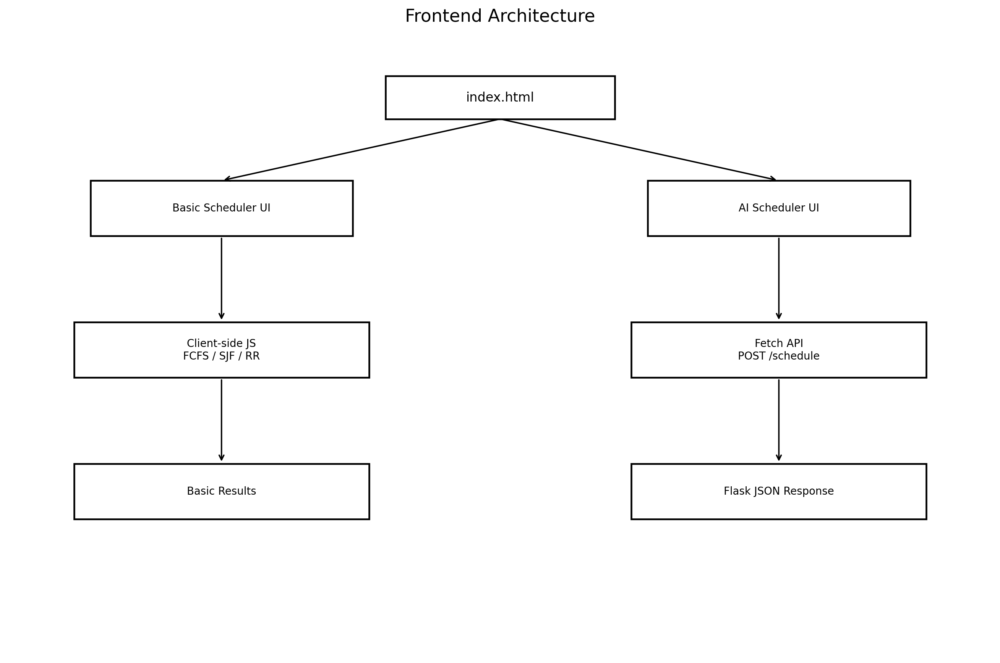 Frontend Architecture
index.html
Basic Scheduler UI
AI Scheduler UI
Client-side JS
FCFS / SJF / RR
Fetch API
POST /schedule
Basic Results
Flask JSON Response